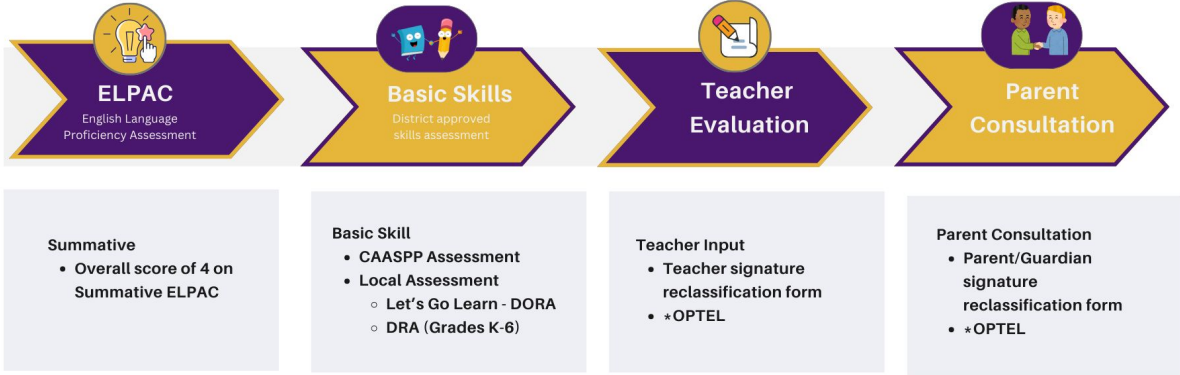 ELPAC
English Language
Proficiency Assessment
Basic Skills
District approved
skills assessment
Teacher
Evaluation
Parent
Consultation
Summative
• Overall score of 4 on
Summative ELPAC
Basic Skill
• CAASPP Assessment
• Local Assessment
○ Let's Go Learn - DORA
○ DRA (Grades K-6)
Teacher Input
• Teacher signature
reclassification form
• *OPTEL
Parent Consultation
• Parent/Guardian
signature
reclassification form
• *OPTEL